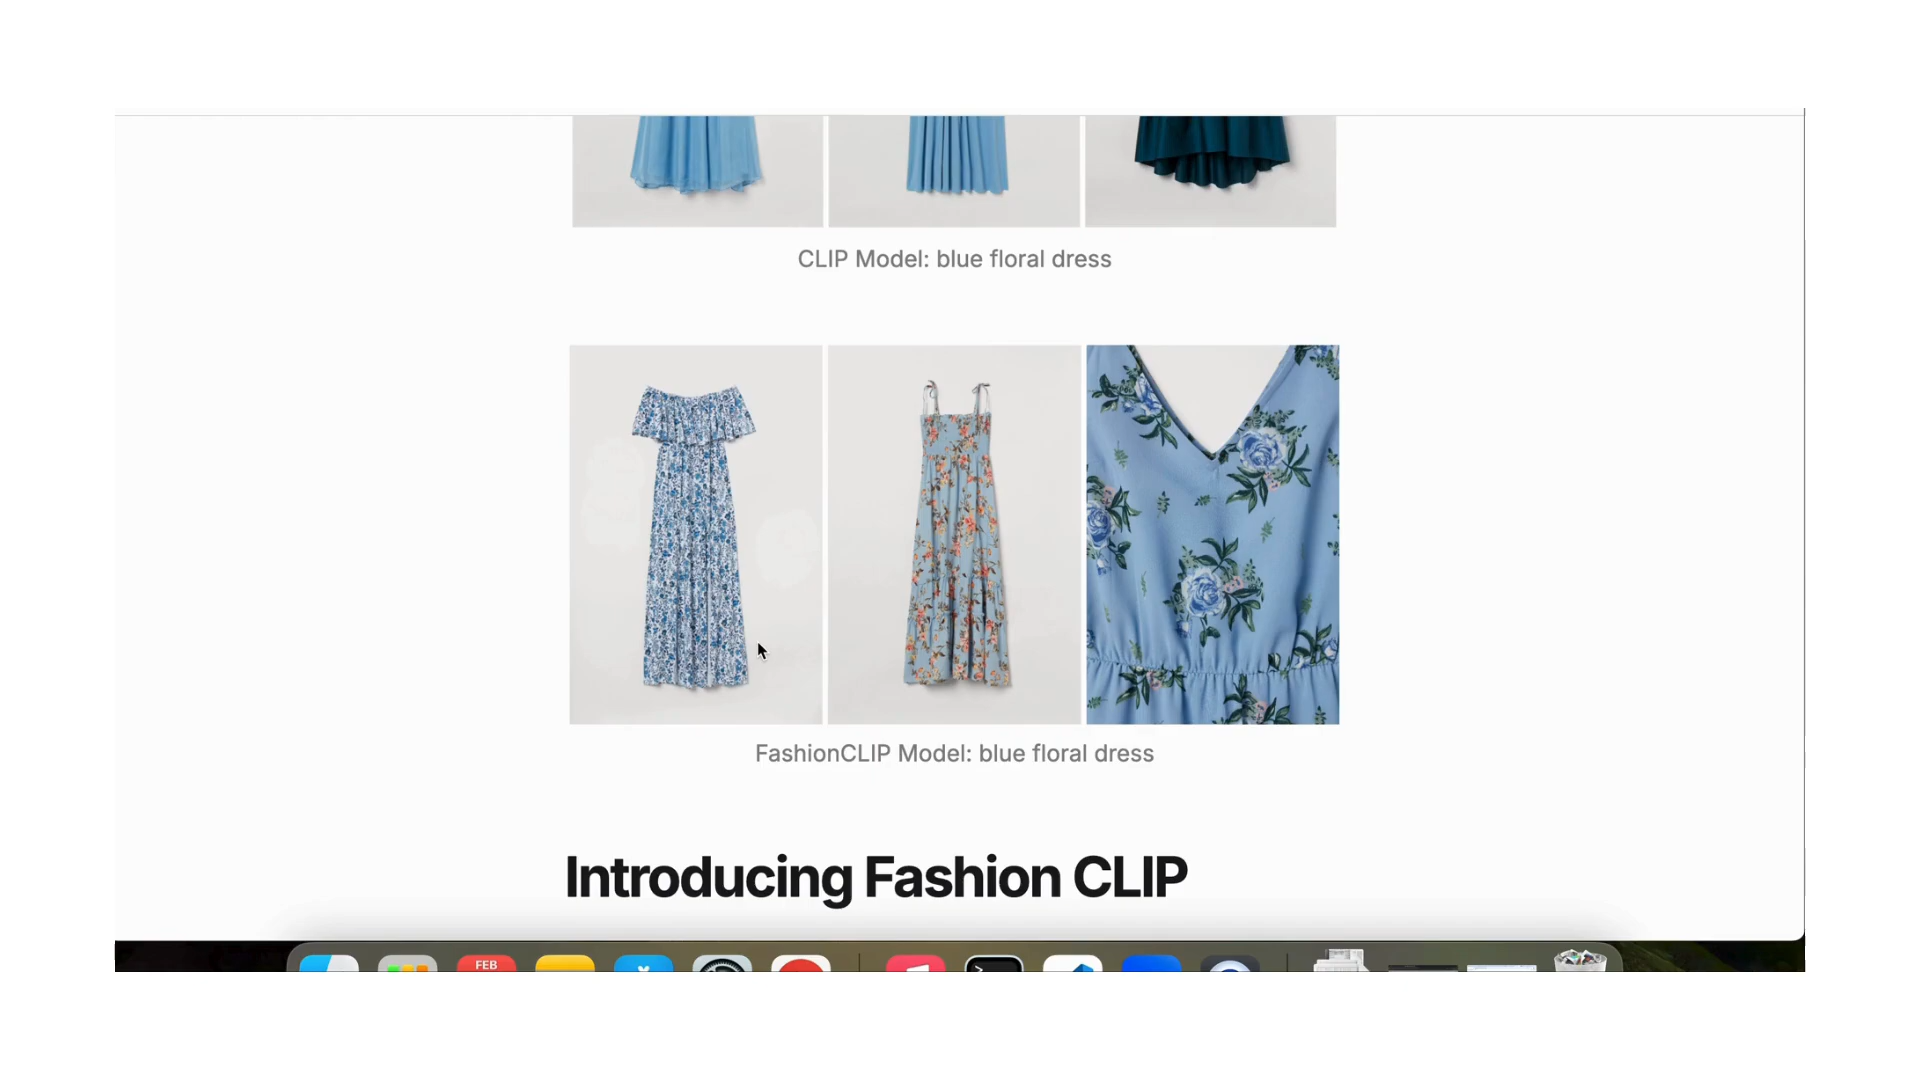 CLIP Model: blue floral dress
FashionCLIP Model: blue floral dress
Introducing Fashion CLIP
FEB